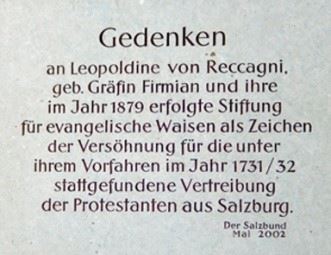 Gedenken
an Leopoldine von Reccagni,
geb. Gräfin Firmian und ihre
im Jahr 1879 erfolgte Stiftung
für evangelische Waisen als Zeichen
der Versöhnung für die unter
ihrem Vorfahren im Jahr 1731/32
stattgefundene Vertreibung
der Protestanten aus Salzburg.
Der Salzbund
Mai 2002